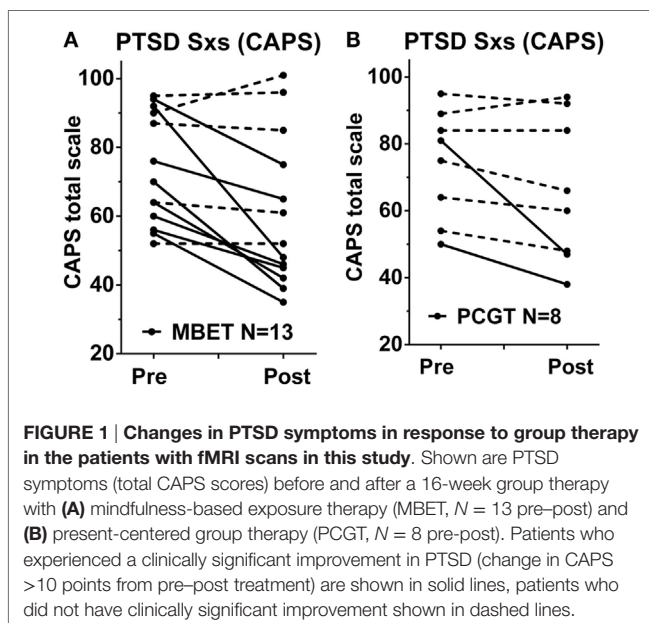 A PTSD Sxs (CAPS)
CAPS total scale
100
80
60
40
20
MBET N=13
Pre Post
B PTSD Sxs (CAPS)
CAPS total scale
100
80
60
40
20
PCGT N=8
Pre Post
FIGURE 1 | Changes in PTSD symptoms in response to group therapy
in the patients with fMRI scans in this study. Shown are PTSD
symptoms (total CAPS scores) before and after a 16-week group therapy
with (A) mindfulness-based exposure therapy (MBET, N = 13 pre–post) and
(B) present-centered group therapy (PCGT, N = 8 pre-post). Patients who
experienced a clinically significant improvement in PTSD (change in CAPS
>10 points from pre–post treatment) are shown in solid lines, patients who
did not have clinically significant improvement shown in dashed lines.